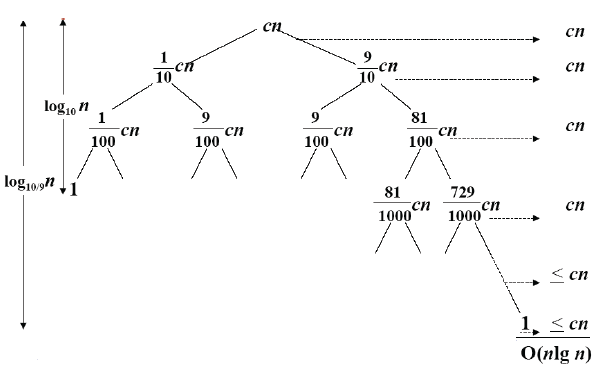 cn cn
1/10 cn 9/10 cn cn
log₁₀ n
1/100 cn 9/100 cn 9/100 cn 81/100 cn cn
log₁₀/₉ n 1
81/1000 cn 729/1000 cn cn
≤ cn
1 ≤ cn
O(nlg n)